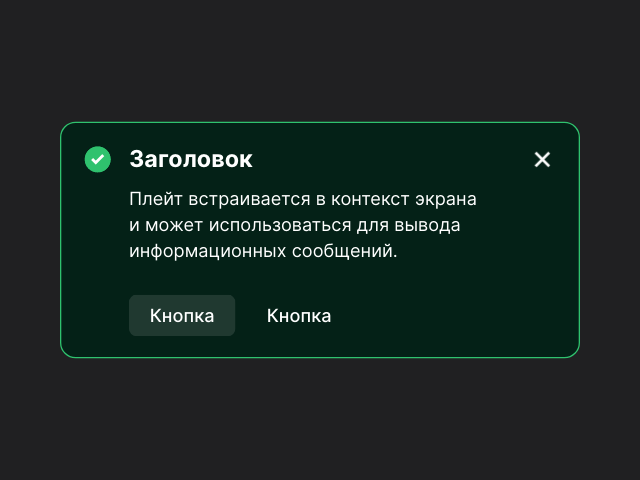 Заголовок
Плейт встраивается в контекст экрана
и может использоваться для вывода
информационных сообщений.
Кнопка Кнопка